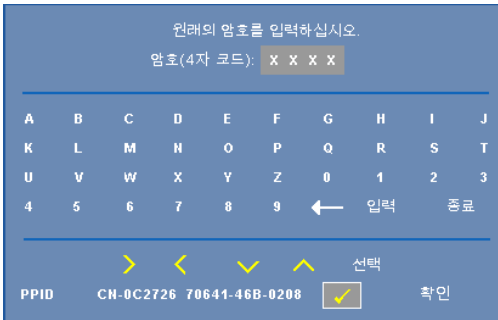 원래의 암호를 입력하십시오.
암호(4자 코드): X X X X
A B C D E F G H I J
K L M N O P Q R S T
U V W X Y Z 0 1 2 3
4 5 6 7 8 9 ← 입력 종료
선택
PPID CN-0C2726 70641-46B-0208 확인